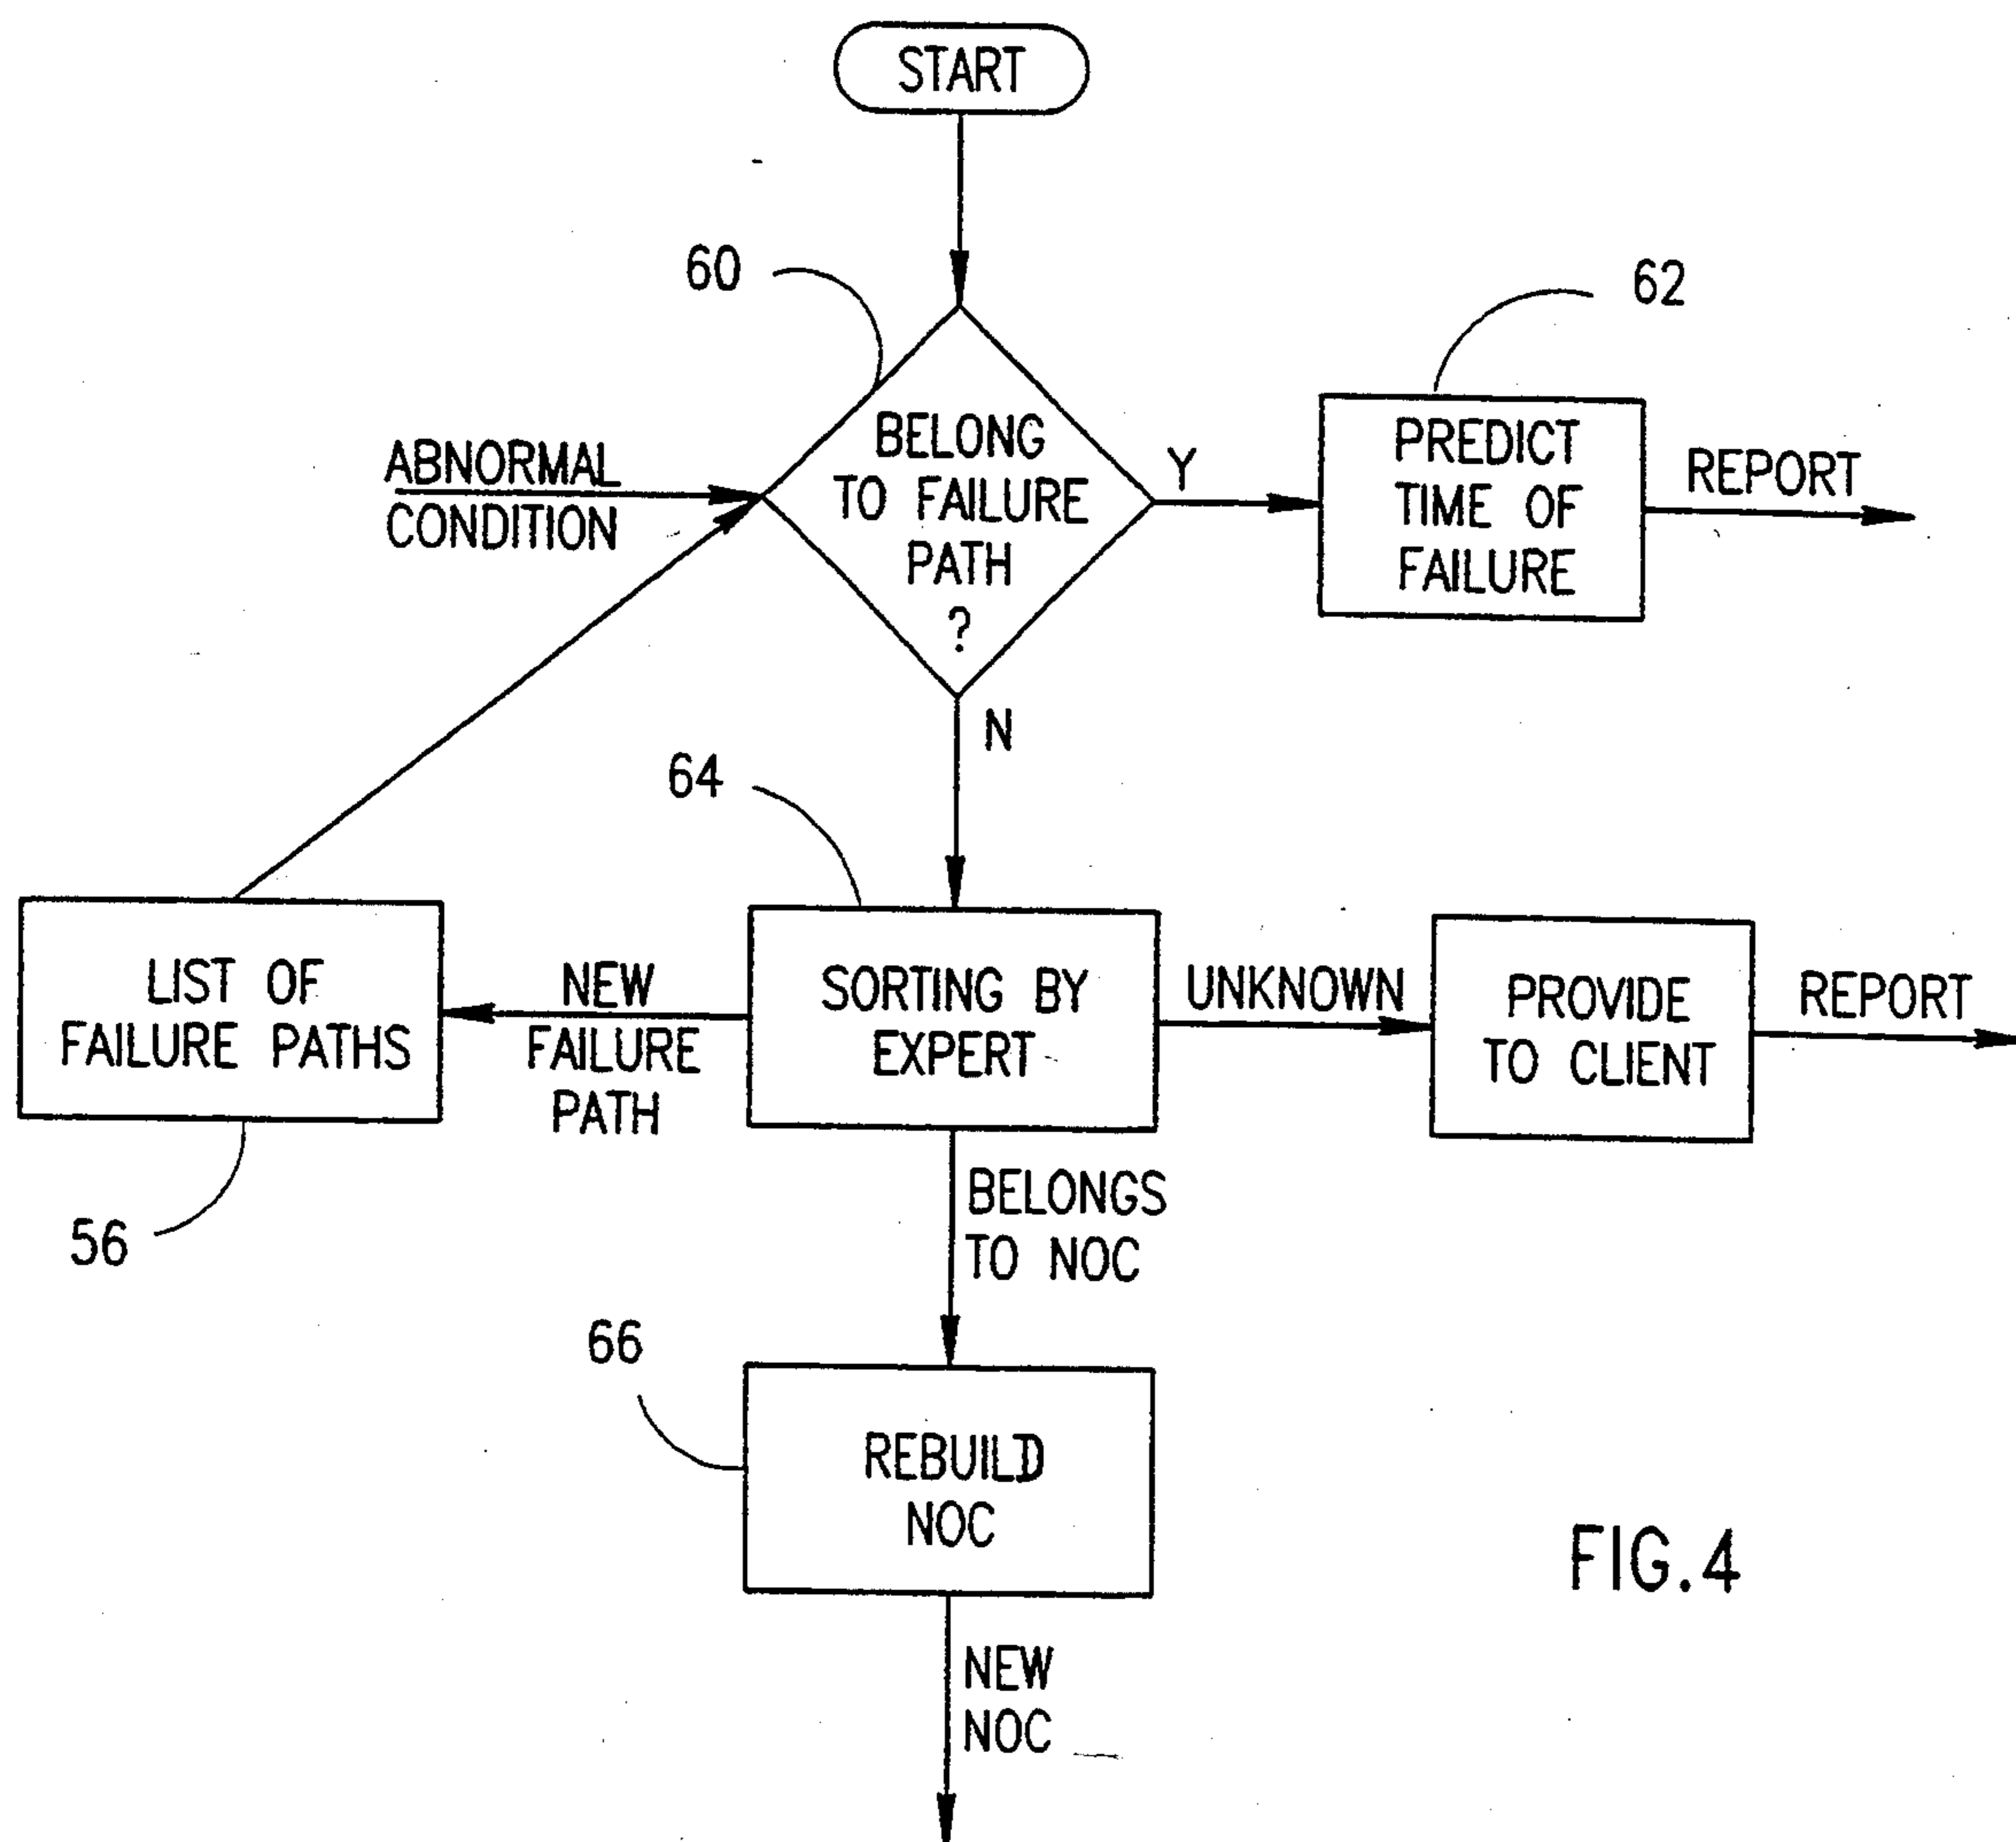 START
60
62
ABNORMAL
CONDITION
BELONG
TO FAILURE
PATH
?
Y
PREDICT
TIME OF
FAILURE
REPORT
N
64
LIST OF
FAILURE PATHS
NEW
FAILURE
PATH
SORTING BY
EXPERT
UNKNOWN
PROVIDE
TO CLIENT
REPORT
56
BELONGS
TO NOC
66
REBUILD
NOC
NEW
NOC
FIG.4